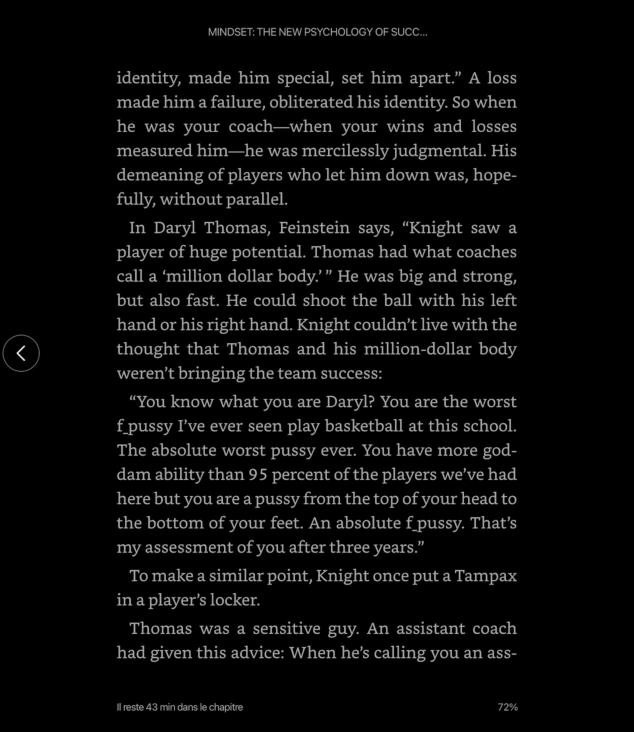 MINDSET: THE NEW PSYCHOLOGY OF SUCC...
identity, made him special, set him apart.” A loss
made him a failure, obliterated his identity. So when
he was your coach—when your wins and losses
measured him—he was mercilessly judgmental. His
demeaning of players who let him down was, hope-
fully, without parallel.
In Daryl Thomas, Feinstein says, “Knight saw a
player of huge potential. Thomas had what coaches
call a ‘million dollar body.’ ” He was big and strong,
but also fast. He could shoot the ball with his left
hand or his right hand. Knight couldn’t live with the
thought that Thomas and his million-dollar body
weren’t bringing the team success:
“You know what you are Daryl? You are the worst
f_pussy I’ve ever seen play basketball at this school.
The absolute worst pussy ever. You have more god-
dam ability than 95 percent of the players we’ve had
here but you are a pussy from the top of your head to
the bottom of your feet. An absolute f_pussy. That’s
my assessment of you after three years.”
To make a similar point, Knight once put a Tampax
in a player’s locker.
Thomas was a sensitive guy. An assistant coach
had given this advice: When he’s calling you an ass-
Il reste 43 min dans le chapitre
72%